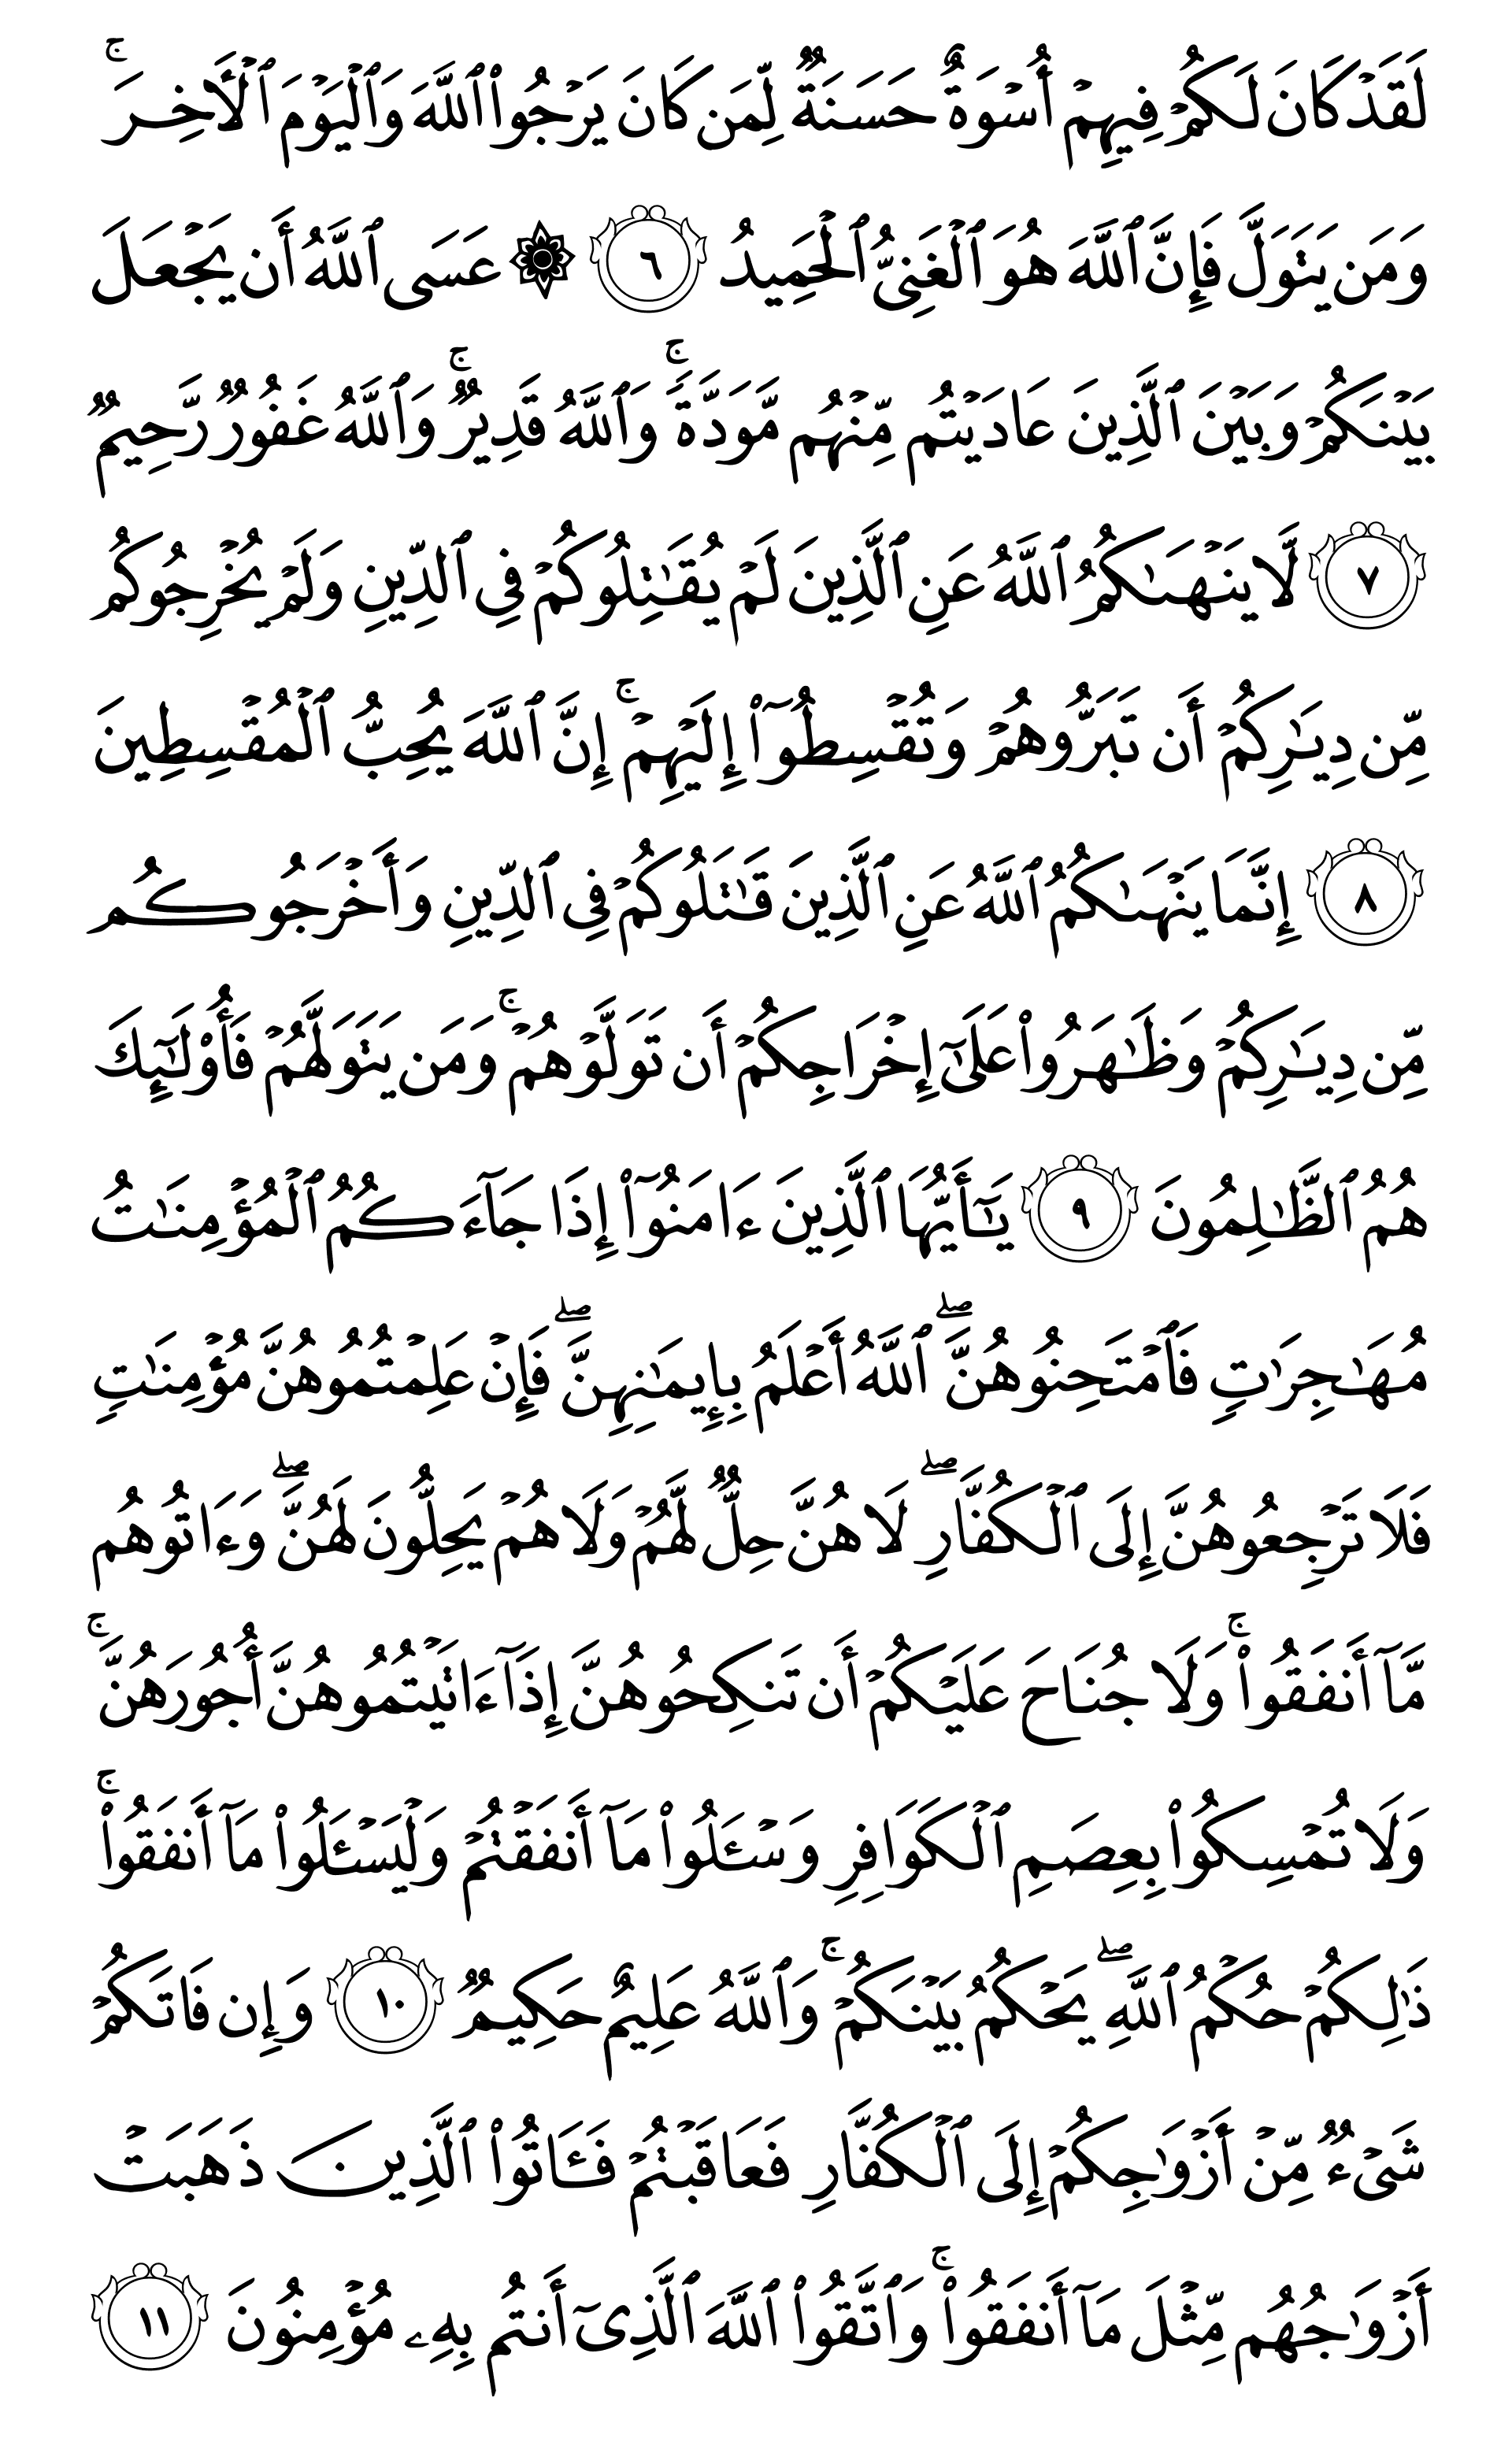 لَقَدۡ كَانَ لَكُمۡ فِيهِمۡ أُسۡوَةٌ حَسَنَةٞ لِّمَن كَانَ يَرۡجُواْ ٱللَّهَ وَٱلۡيَوۡمَ ٱلۡأٓخِرَۚ
وَمَن يَتَوَلَّ فَإِنَّ ٱللَّهَ هُوَ ٱلۡغَنِيُّ ٱلۡحَمِيدُ ٦ ۞ عَسَى ٱللَّهُ أَن يَجۡعَلَ
بَيۡنَكُمۡ وَبَيۡنَ ٱلَّذِينَ عَادَيۡتُم مِّنۡهُم مَّوَدَّةٗۚ وَٱللَّهُ قَدِيرٞۚ وَٱللَّهُ غَفُورٞ رَّحِيمٞ
٧ لَّا يَنۡهَىٰكُمُ ٱللَّهُ عَنِ ٱلَّذِينَ لَمۡ يُقَٰتِلُوكُمۡ فِي ٱلدِّينِ وَلَمۡ يُخۡرِجُوكُم
مِّن دِيَٰرِكُمۡ أَن تَبَرُّوهُمۡ وَتُقۡسِطُوٓاْ إِلَيۡهِمۡۚ إِنَّ ٱللَّهَ يُحِبُّ ٱلۡمُقۡسِطِينَ
٨ إِنَّمَا يَنۡهَىٰكُمُ ٱللَّهُ عَنِ ٱلَّذِينَ قَٰتَلُوكُمۡ فِي ٱلدِّينِ وَأَخۡرَجُوكُم
مِّن دِيَٰرِكُمۡ وَظَٰهَرُواْ عَلَىٰٓ إِخۡرَاجِكُمۡ أَن تَوَلَّوۡهُمۡۚ وَمَن يَتَوَلَّهُمۡ فَأُوْلَٰٓئِكَ
هُمُ ٱلظَّٰلِمُونَ ٩ يَٰٓأَيُّهَا ٱلَّذِينَ ءَامَنُوٓاْ إِذَا جَآءَكُمُ ٱلۡمُؤۡمِنَٰتُ
مُهَٰجِرَٰتٖ فَٱمۡتَحِنُوهُنَّۖ ٱللَّهُ أَعۡلَمُ بِإِيمَٰنِهِنَّۖ فَإِنۡ عَلِمۡتُمُوهُنَّ مُؤۡمِنَٰتٖ
فَلَا تَرۡجِعُوهُنَّ إِلَى ٱلۡكُفَّارِۖ لَا هُنَّ حِلّٞ لَّهُمۡ وَلَا هُمۡ يَحِلُّونَ لَهُنَّۖ وَءَاتُوهُم
مَّآ أَنفَقُواْۚ وَلَا جُنَاحَ عَلَيۡكُمۡ أَن تَنكِحُوهُنَّ إِذَآ ءَاتَيۡتُمُوهُنَّ أُجُورَهُنَّۚ
وَلَا تُمۡسِكُواْ بِعِصَمِ ٱلۡكَوَافِرِ وَسۡـَٔلُواْ مَآ أَنفَقۡتُمۡ وَلۡيَسۡـَٔلُواْ مَآ أَنفَقُواْۚ
ذَٰلِكُمۡ حُكۡمُ ٱللَّهِۖ يَحۡكُمُ بَيۡنَكُمۡۚ وَٱللَّهُ عَلِيمٌ حَكِيمٞ ١٠ وَإِن فَاتَكُمۡ
شَيۡءٞ مِّنۡ أَزۡوَٰجِكُمۡ إِلَى ٱلۡكُفَّارِ فَعَاقَبۡتُمۡ فَـَٔاتُواْ ٱلَّذِينَ ذَهَبَتۡ
أَزۡوَٰجُهُم مِّثۡلَ مَآ أَنفَقُواْۚ وَٱتَّقُواْ ٱللَّهَ ٱلَّذِيٓ أَنتُم بِهِۦ مُؤۡمِنُونَ ١١